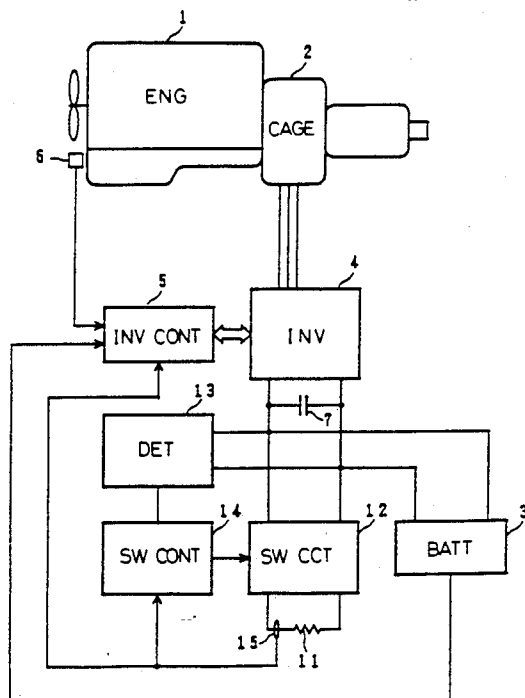 1
2
ENG
CAGE
6
5
4
INV CONT
INV
7
13
DET
14
12
3
SW CONT
SW CCT
BATT
15
11